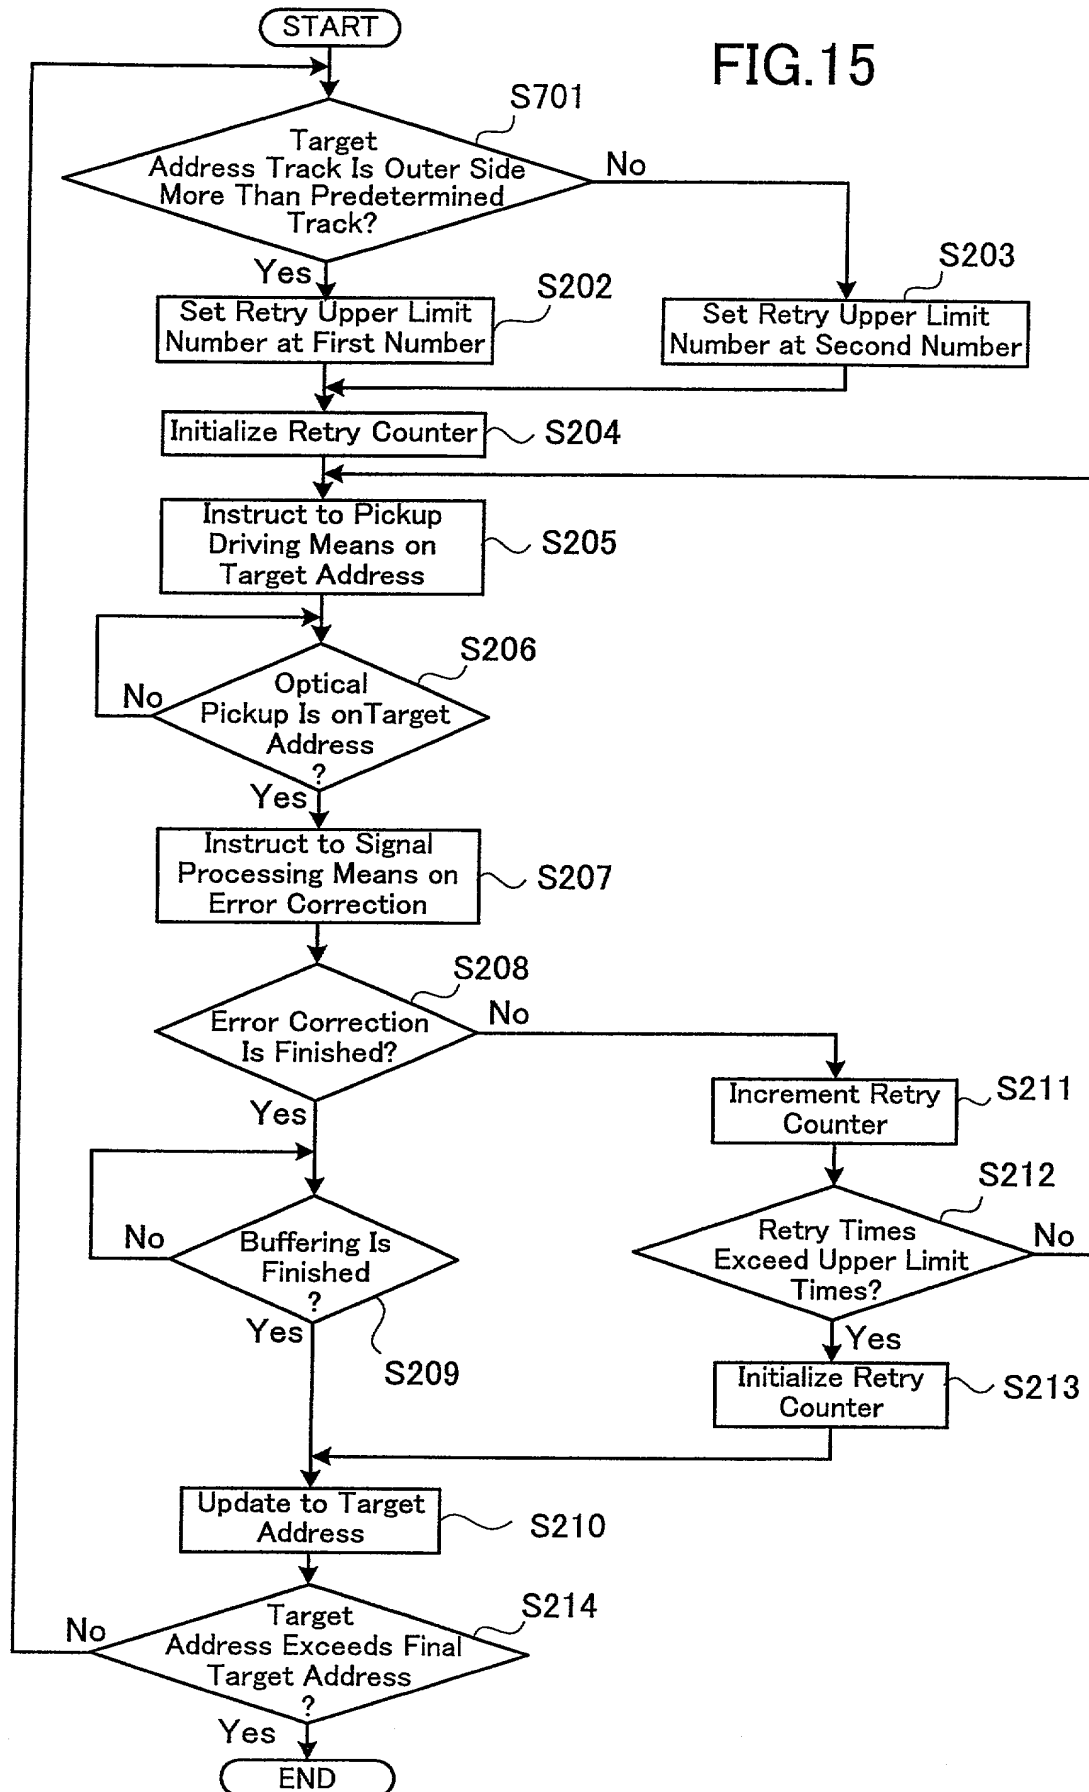 START
FIG.15
S701
Target
Address Track Is Outer Side
More Than Predetermined
Track?
No
Yes
S202
S203
Set Retry Upper Limit
Number at First Number
Set Retry Upper Limit
Number at Second Number
Initialize Retry Counter
S204
Instruct to Pickup
Driving Means on
Target Address
S205
S206
Optical
Pickup Is onTarget
Address
?
No
Yes
Instruct to Signal
Processing Means on
Error Correction
S207
S208
Error Correction
Is Finished?
No
Yes
Increment Retry
Counter
S211
S212
Retry Times
Exceed Upper Limit
Times?
No
Yes
Buffering Is
Finished
?
No
Yes
S209
Initialize Retry
Counter
S213
Update to Target
Address
S210
S214
Target
Address Exceeds Final
Target Address
?
No
Yes
END